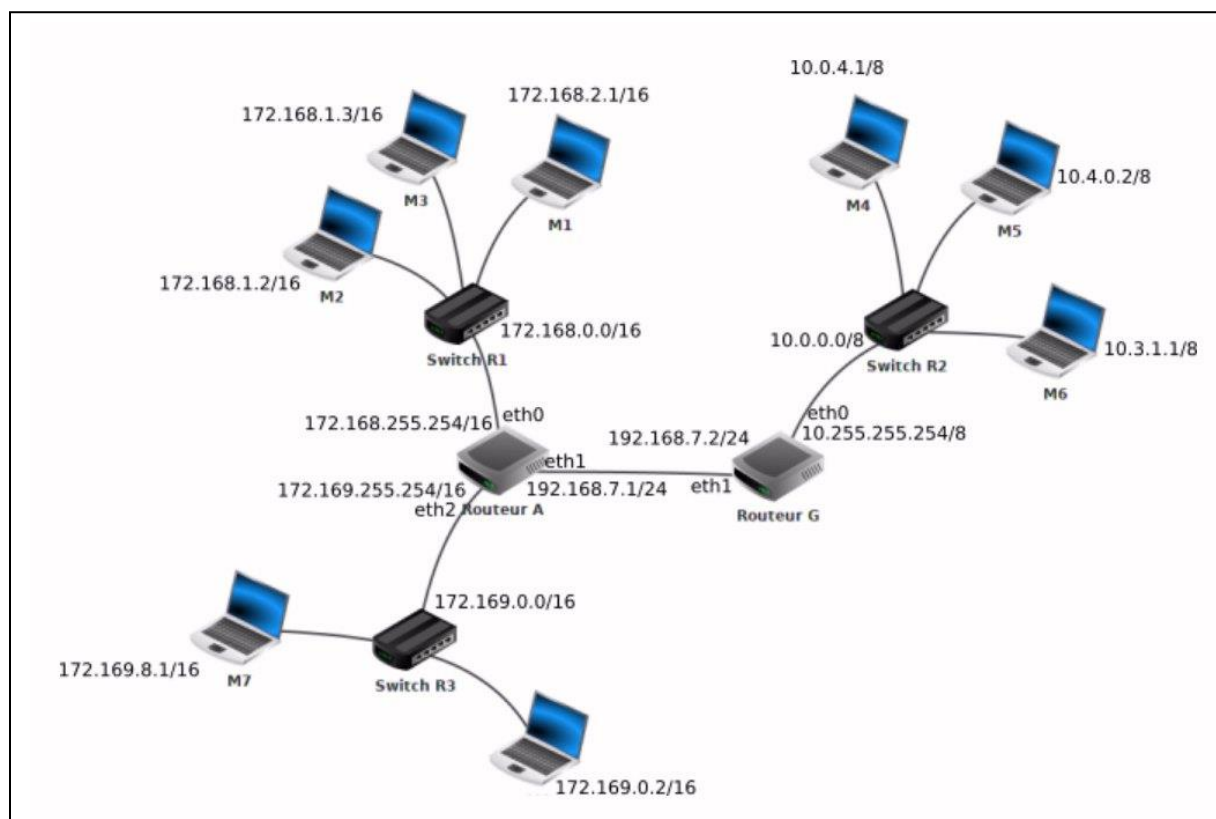 10.0.4.1/8
172.168.2.1/16
172.168.1.3/16
10.4.0.2/8
M3
M4
M1
M5
172.168.1.2/16
M2
172.168.0.0/16
10.0.0.0/8
10.3.1.1/8
Switch R1
Switch R2
M6
eth0
172.168.255.254/16
eth0
192.168.7.2/24
10.255.255.254/8
eth1
172.169.255.254/16
192.168.7.1/24
eth1
eth2
Routeur A
Routeur G
172.169.0.0/16
172.169.8.1/16
M7
Switch R3
172.169.0.2/16